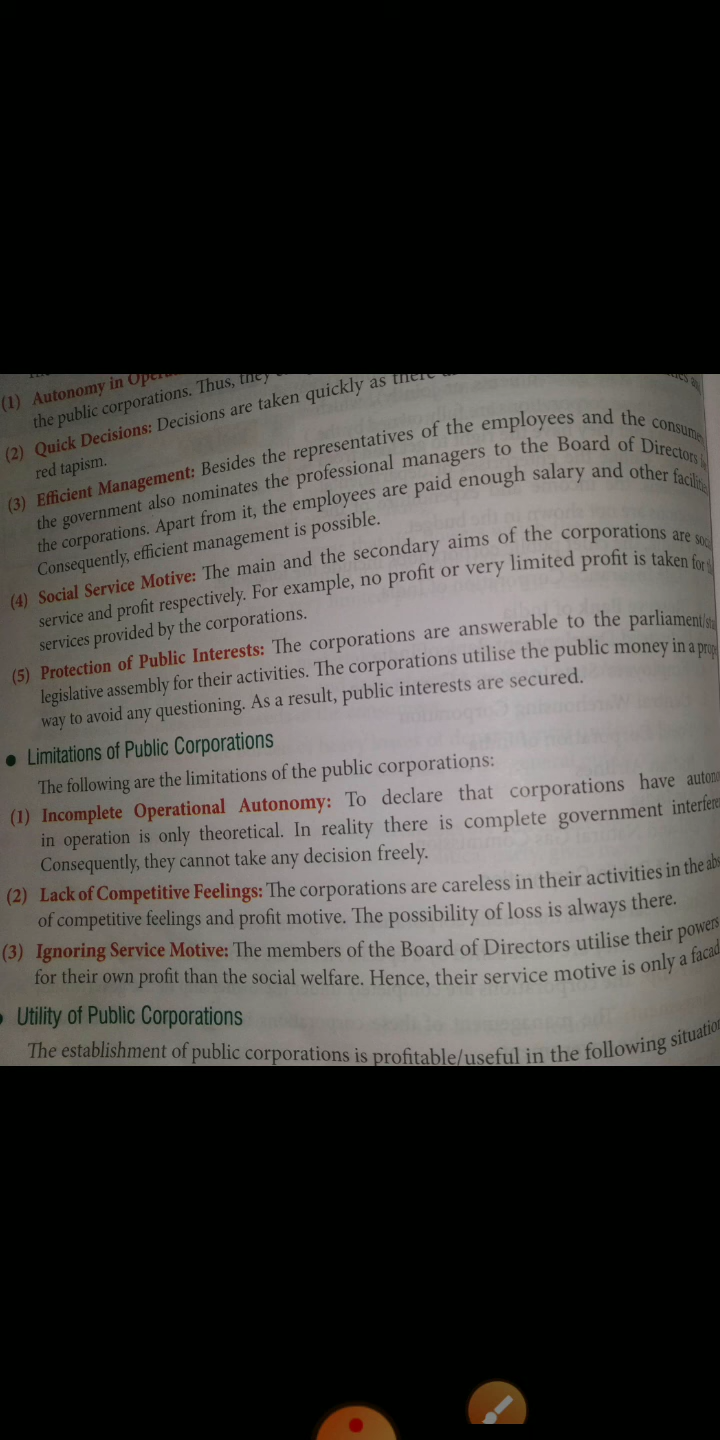 (1) Autonomy in
the public corporations. Thus, they
(2) Quick Decisions: Decisions are taken quickly as there
red tapism.
(3) Efficient Management: Besides the representatives of the employees and the
the government also nominates the professional managers to the Board of Directors
the corporations. Apart from it, the employees are paid enough salary and other
Consequently, efficient management is possible.
(4) Social Service Motive: The main and the secondary aims of the corporations are
service and profit respectively. For example, no profit or very limited profit is taken for
services provided by the corporations.
(5) Protection of Public Interests: The corporations are answerable to the parliament/
legislative assembly for their activities. The corporations utilise the public money in a
way to avoid any questioning. As a result, public interests are secured.
• Limitations of Public Corporations
The following are the limitations of the public corporations:
(1) Incomplete Operational Autonomy: To declare that corporations have
in operation is only theoretical. In reality there is complete government
Consequently, they cannot take any decision freely.
(2) Lack of Competitive Feelings: The corporations are careless in their activities in the
of competitive feelings and profit motive. The possibility of loss is always there.
(3) Ignoring Service Motive: The members of the Board of Directors utilise their powers
for their own profit than the social welfare. Hence, their service motive is only a
Utility of Public Corporations
The establishment of public corporations is profitable/useful in the following